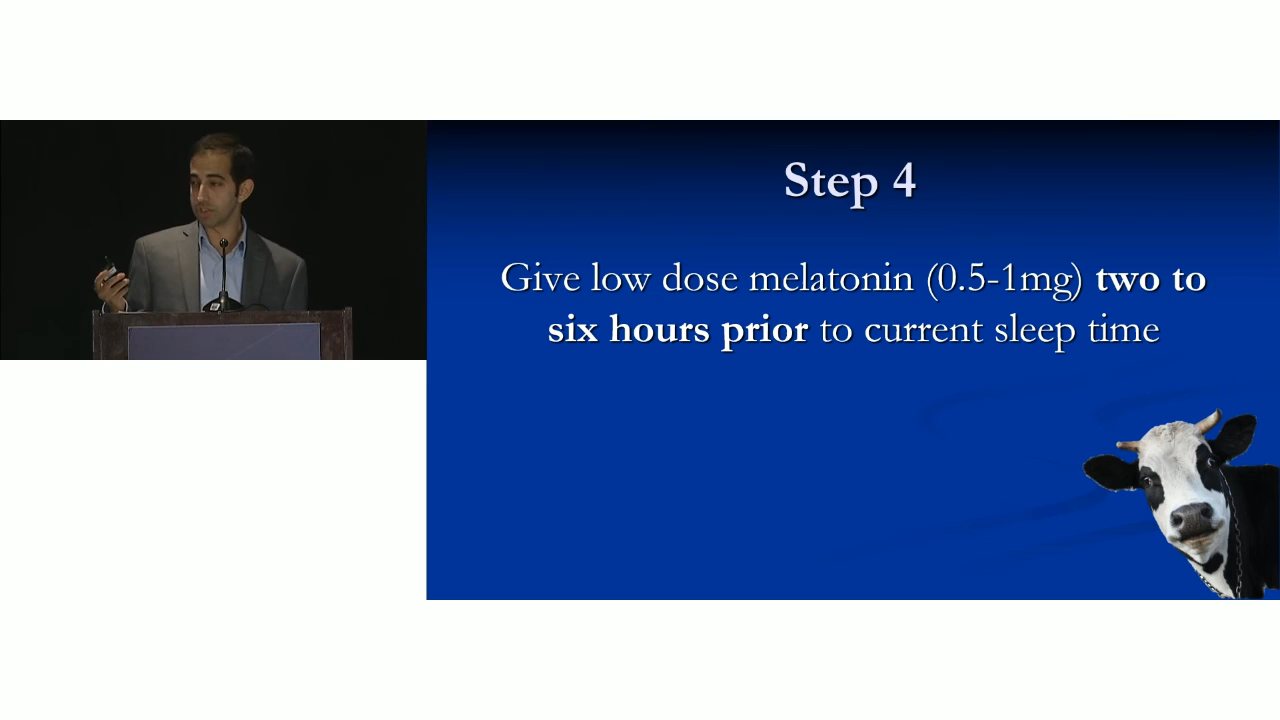 Step 4
Give low dose melatonin (0.5-1mg) two to
six hours prior to current sleep time